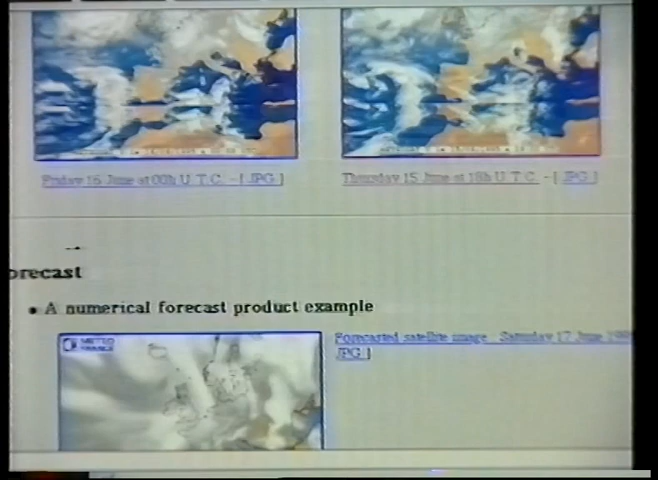 Friday 16 June at 00h U.T.C. - [ JPG ]
Thursday 15 June at 18h U.T.C. - [ JPG ]
orecast
• A numerical forecast product example
METEO
FRANCE
Forecasted satellite image Saturday 17 June
JPG ]